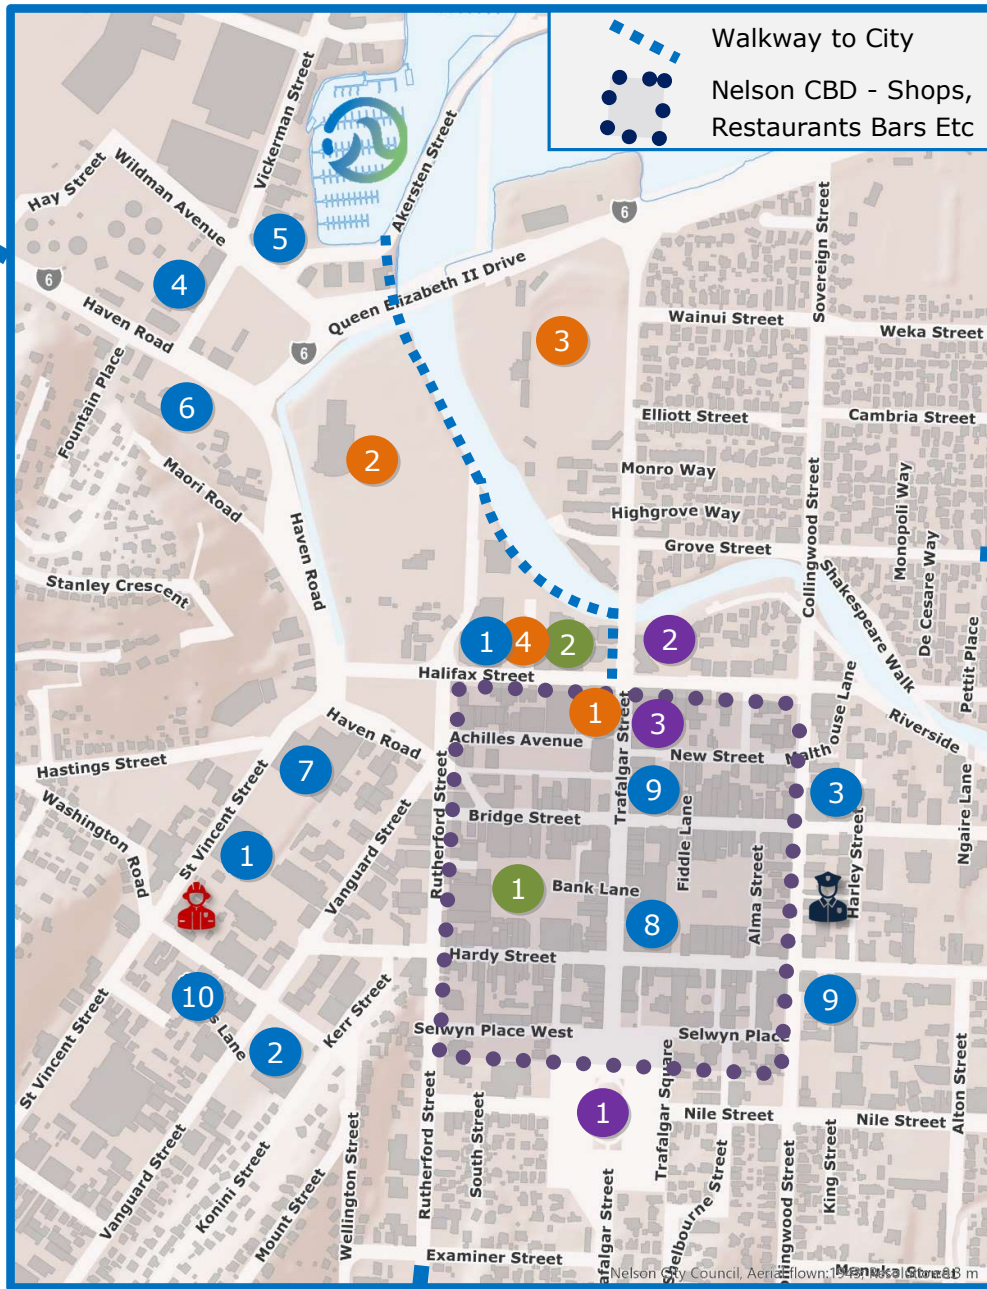 Walkway to City
Nelson CBD - Shops,
Restaurants Bars Etc
Vickerman Street
Hay Street
Wildman Avenue
Akersten Street
Sovereign Street
5
6
6
4
Queen Elizabeth II Drive
Haven Road
Wainui Street
Weka Street
3
6
Fountain Place
6
Elliott Street
Cambria Street
2
Maori Road
Monro Way
Highgrove Way
Collingwood Street
Monopoli Way
De Cesare Way
Grove Street
Haven Road
Stanley Crescent
Shakespeare Walk
Pettit Place
1
4
2
2
Halifax Street
Riverside
Haven Road
1
Trafalgar Street
3
Achilles Avenue
New Street
Hastings Street
7
St Vincent Street
Rutherford Street
9
3
Washington Road
Bridge Street
Fiddle Lane
Harley Street
Ngaire Lane
1
Vanguard Street
1
Bank Lane
Alma Street
8
Hardy Street
10
Lane
Kerr Street
9
St Vincent Street
2
Selwyn Place West
Selwyn Place
1
Nile Street
Nile Street
Alton Street
Vanguard Street
Konini Street
Mount Street
Wellington Street
Rutherford Street
South Street
Trafalgar Square
Shelbourne Street
King Street
Examiner Street
Nelson City Council, Aerial flown: